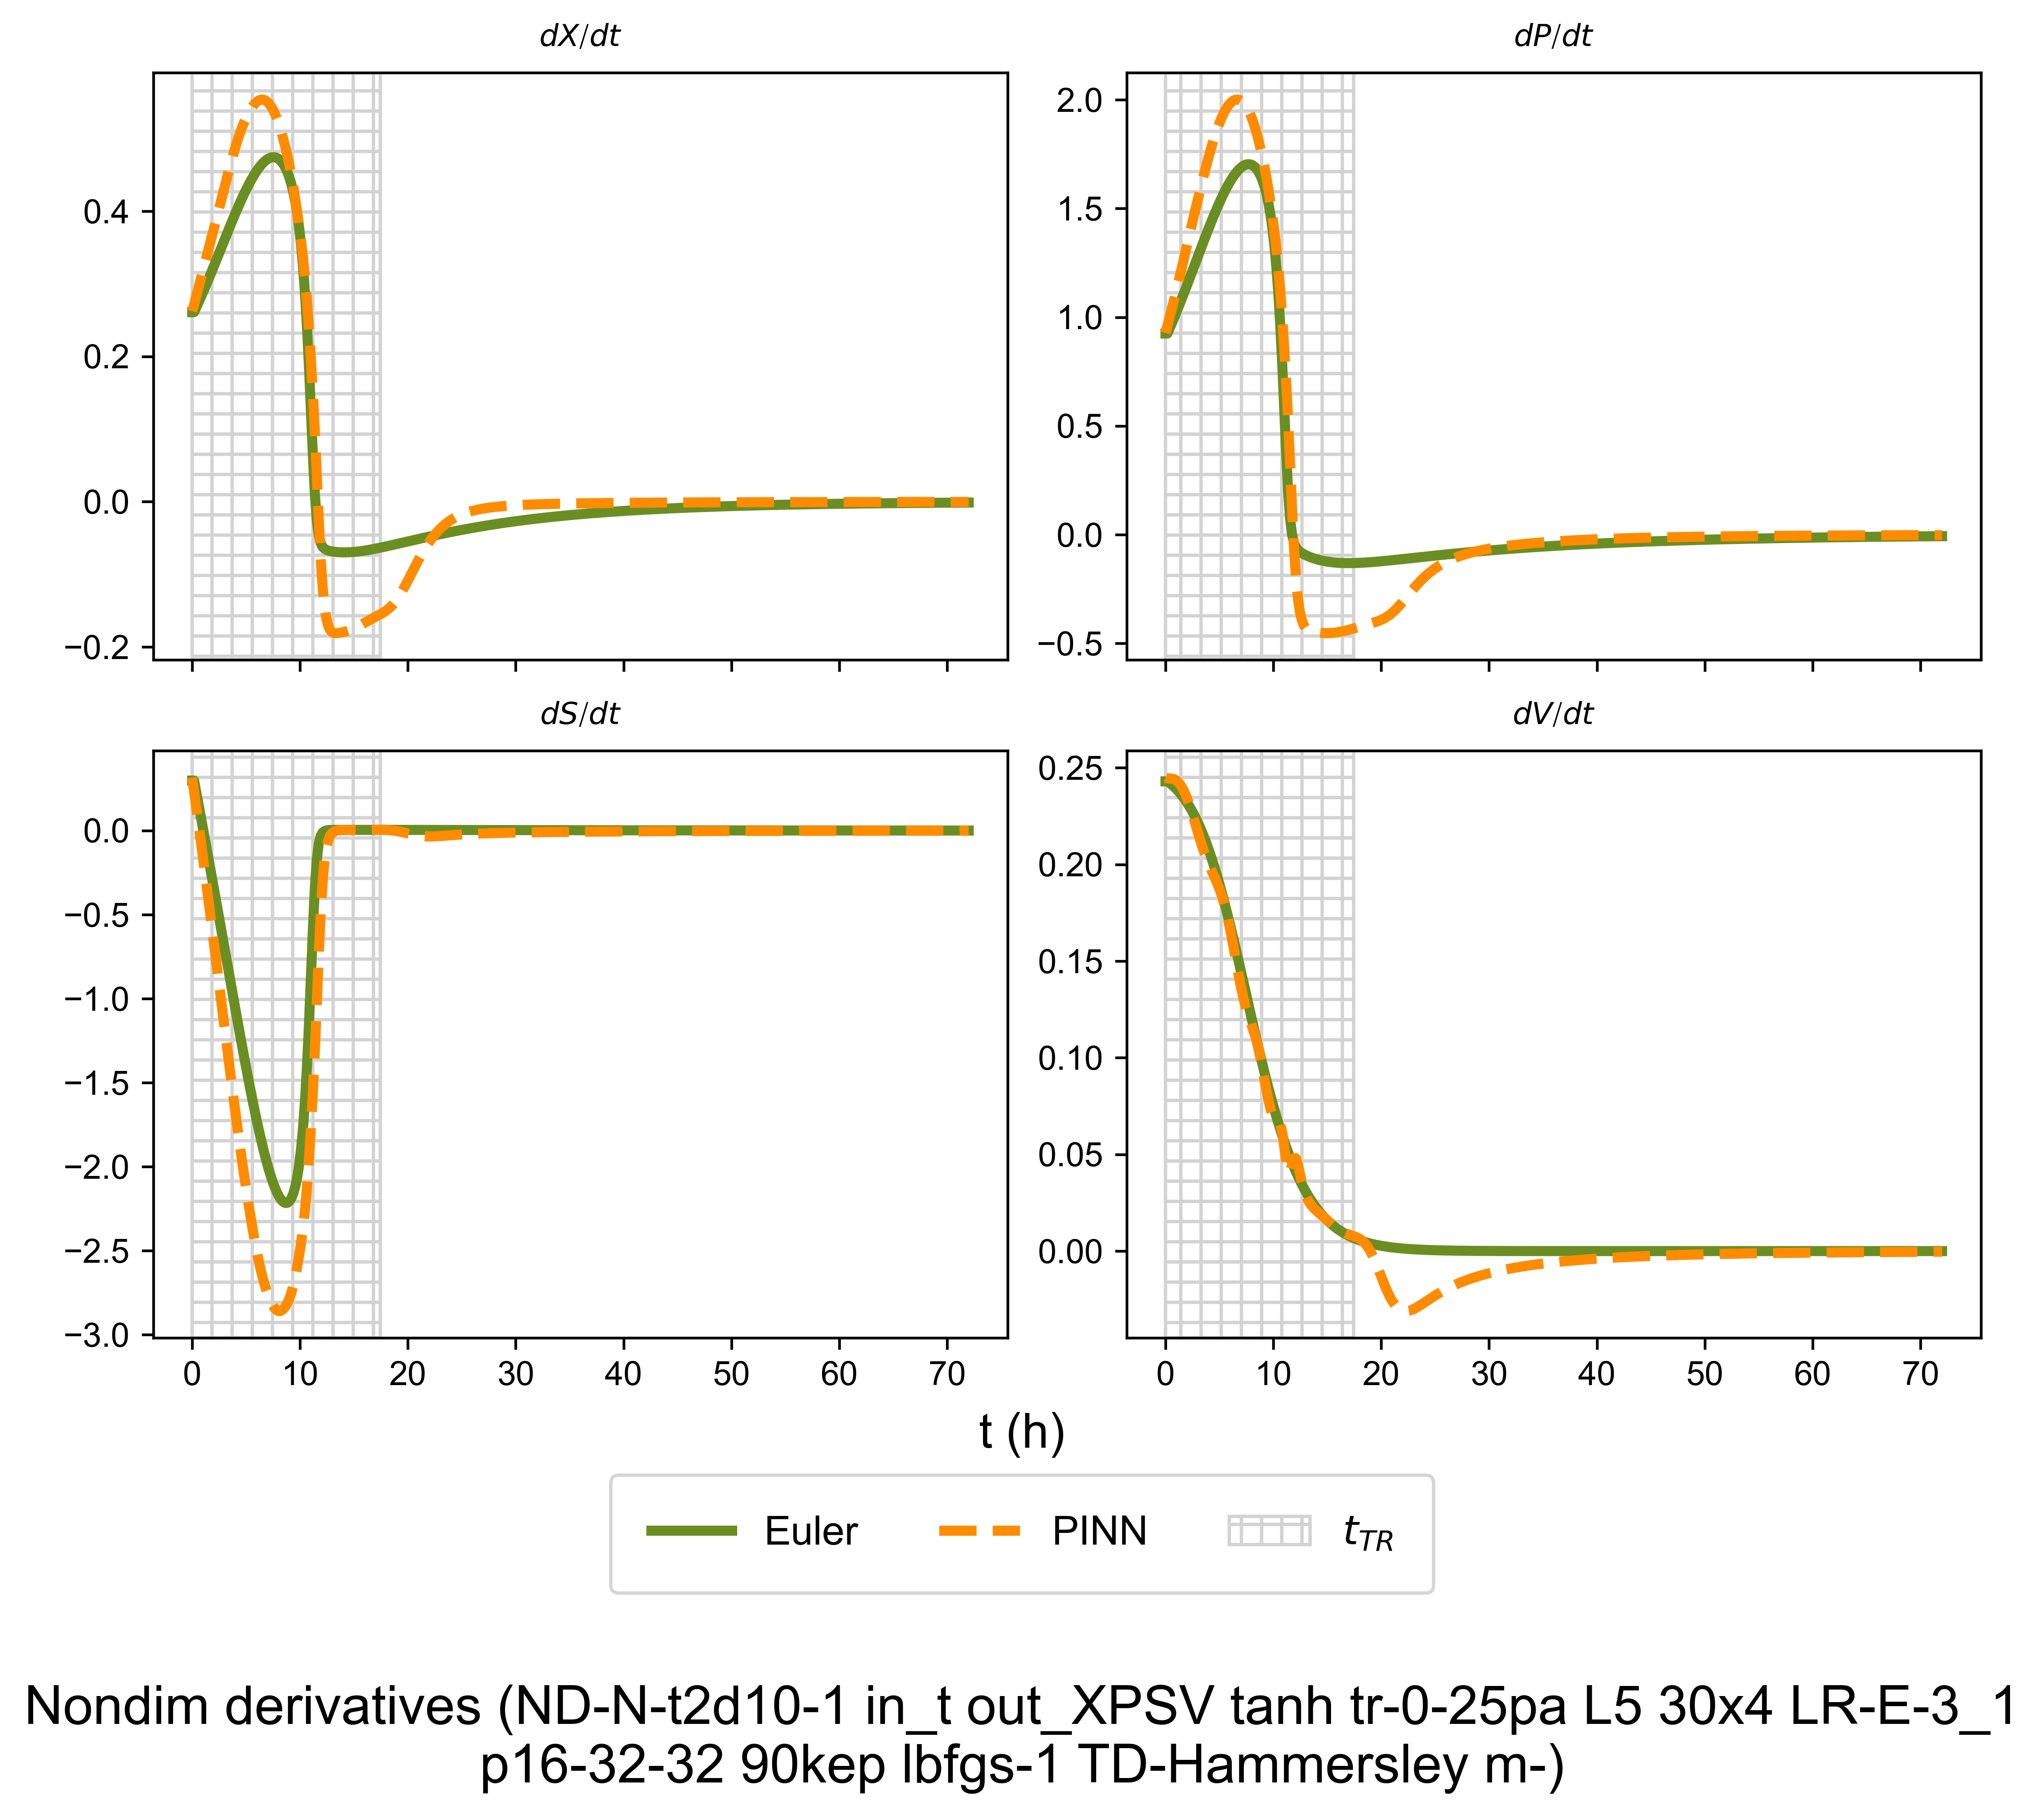 dX/dt
dP/dt
0.4
0.2
0.0
−0.2
2.0
1.5
1.0
0.5
0.0
−0.5
dS/dt
dV/dt
0.0
−0.5
−1.0
−1.5
−2.0
−2.5
−3.0
0.25
0.20
0.15
0.10
0.05
0.00
0 10 20 30 40 50 60 70
0 10 20 30 40 50 60 70
t (h)
Euler PINN t_TR
Nondim derivatives (ND-N-t2d10-1 in_t out_XPSV tanh tr-0-25pa L5 30x4 LR-E-3_1
p16-32-32 90kep lbfgs-1 TD-Hammersley m-)